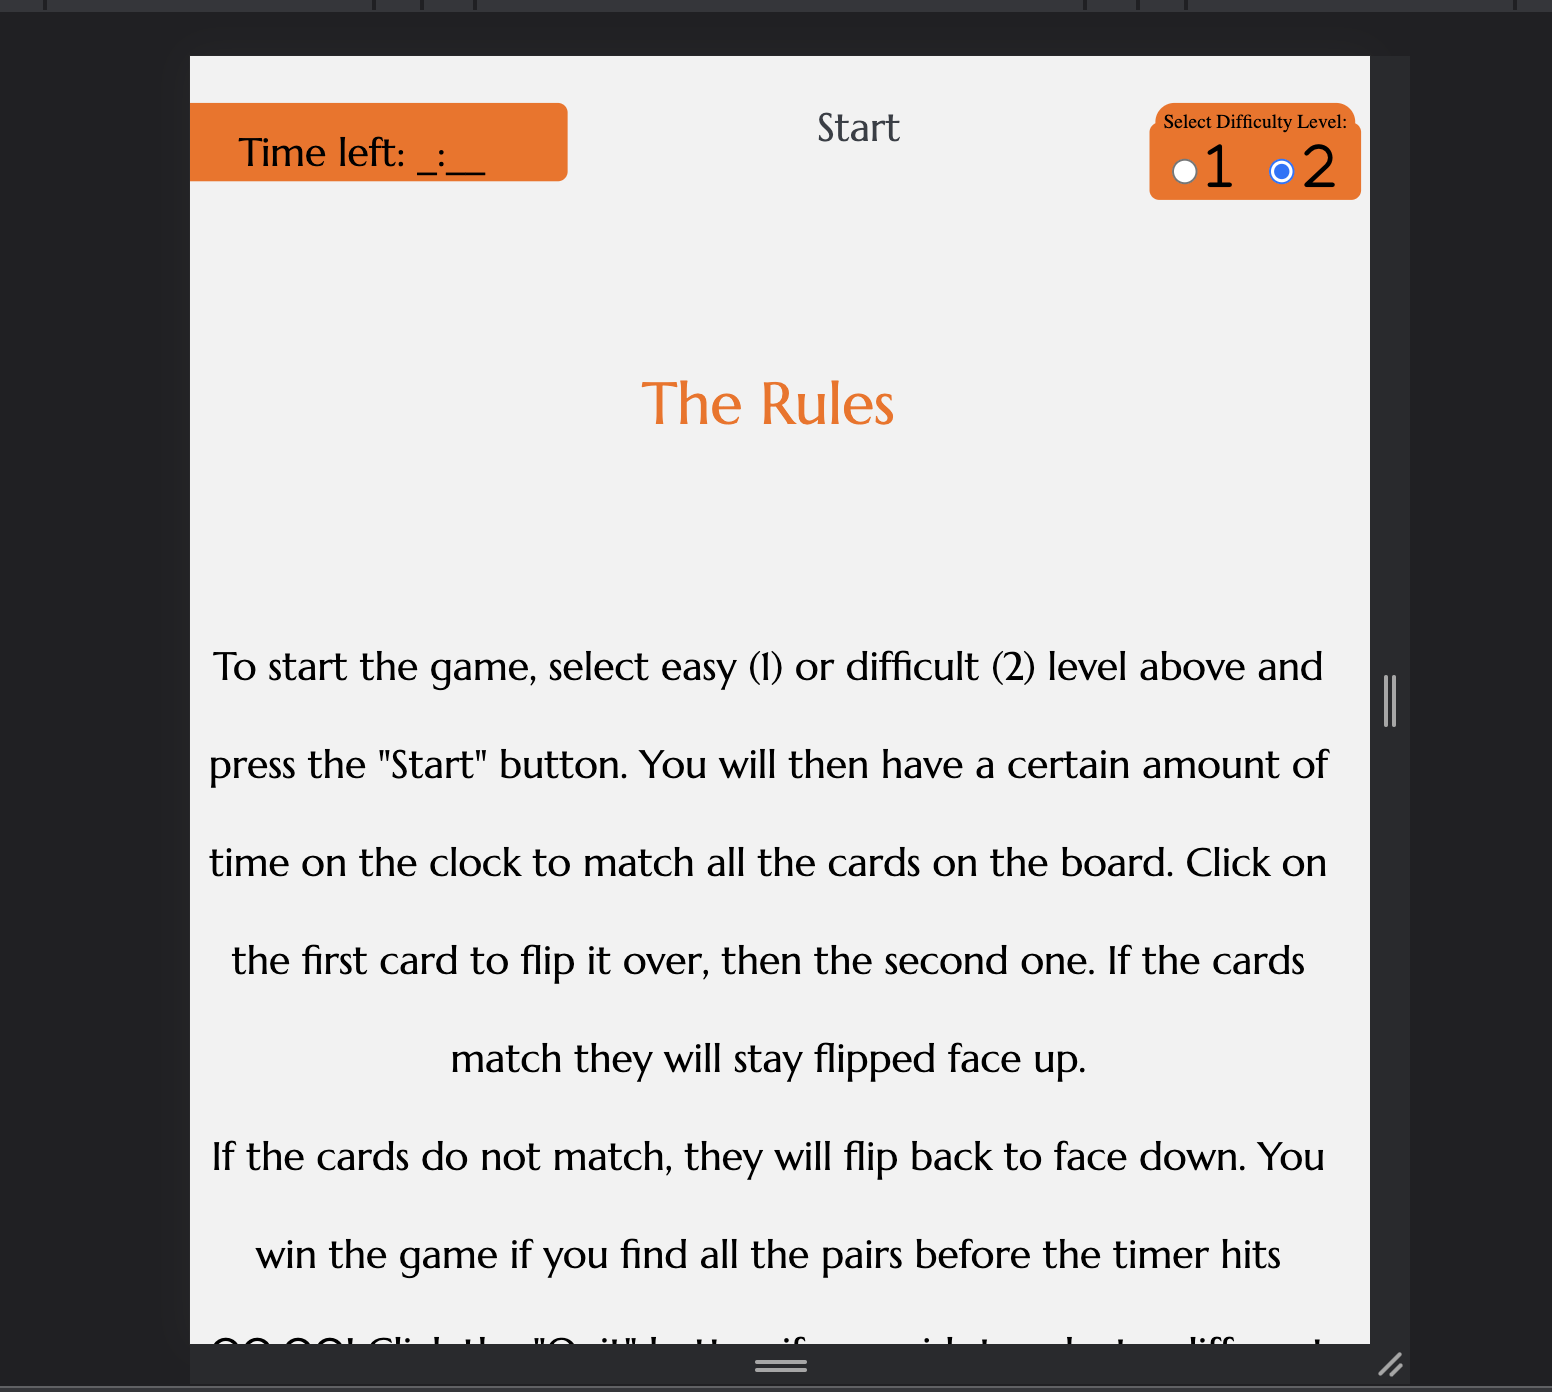 Time left: _:__
Start
Select Difficulty Level:
1 2
The Rules
To start the game, select easy (1) or difficult (2) level above and
press the "Start" button. You will then have a certain amount of
time on the clock to match all the cards on the board. Click on
the first card to flip it over, then the second one. If the cards
match they will stay flipped face up.
If the cards do not match, they will flip back to face down. You
win the game if you find all the pairs before the timer hits
Click the "Quit" button if